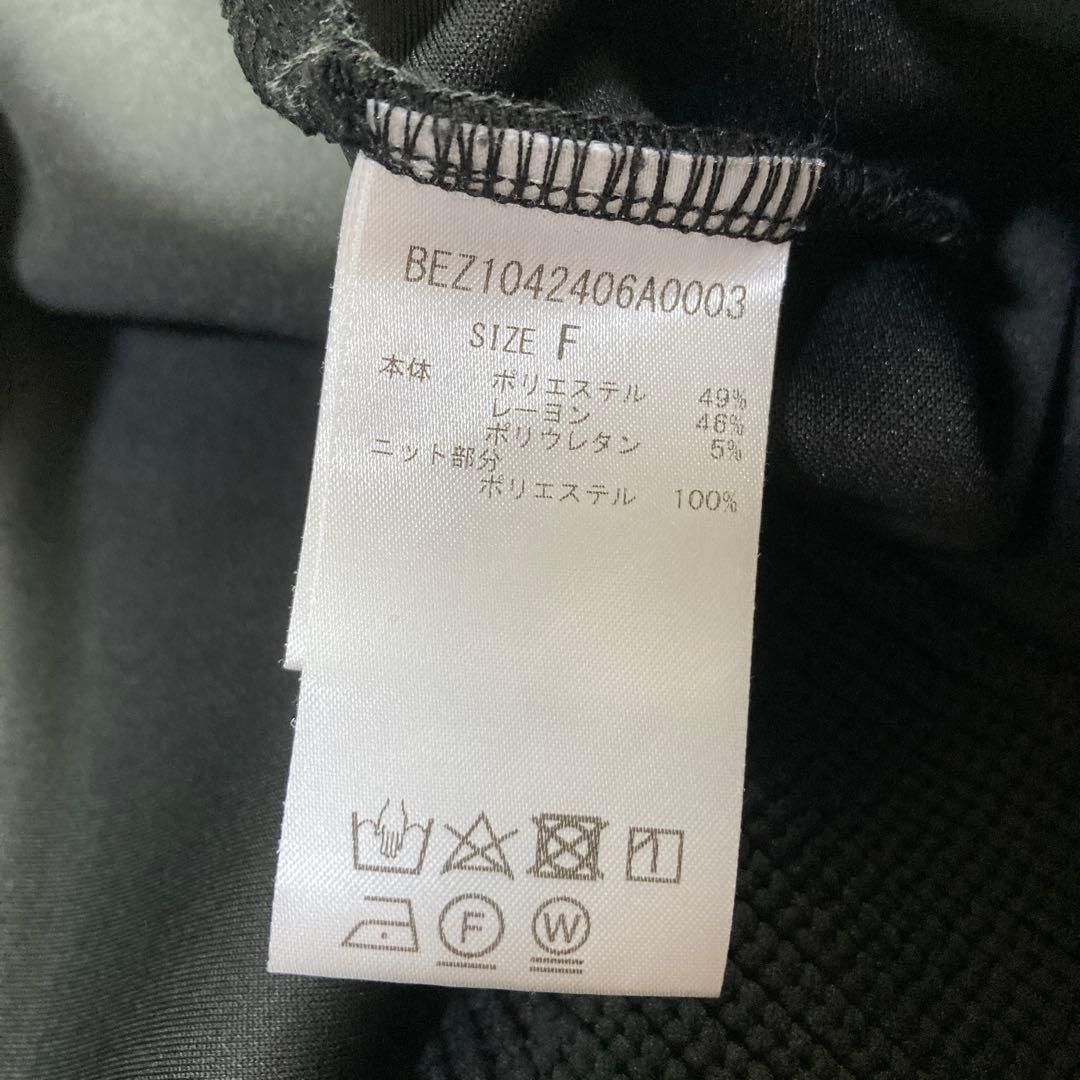 BEZ1042406A0003
SIZE F
本体 ポリエステル 49%
レーヨン 46%
ポリウレタン 5%
ニット部分
ポリエステル 100%
F W